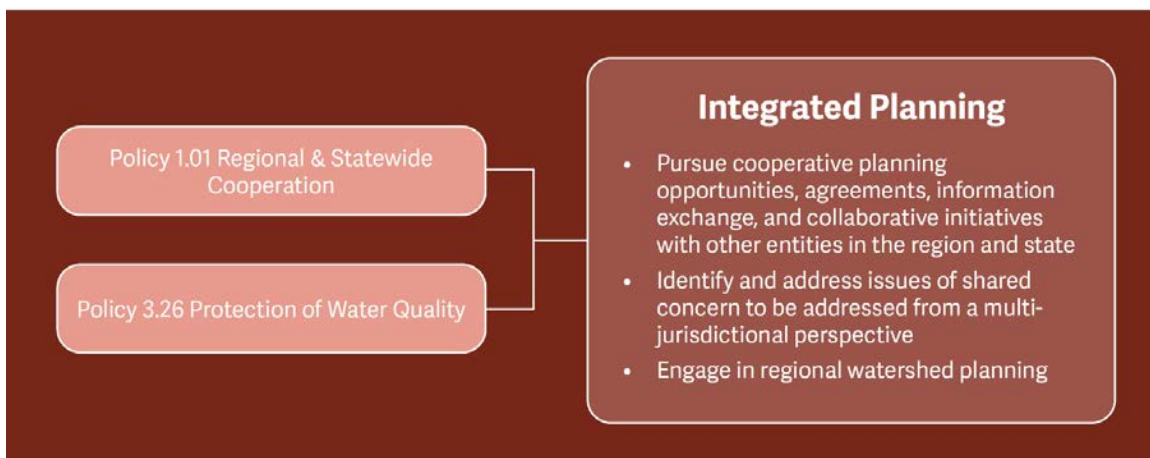 Policy 1.01 Regional & Statewide
Cooperation
Policy 3.26 Protection of Water Quality
Integrated Planning
• Pursue cooperative planning
opportunities, agreements, information
exchange, and collaborative initiatives
with other entities in the region and state
• Identify and address issues of shared
concern to be addressed from a multi-
jurisdictional perspective
• Engage in regional watershed planning